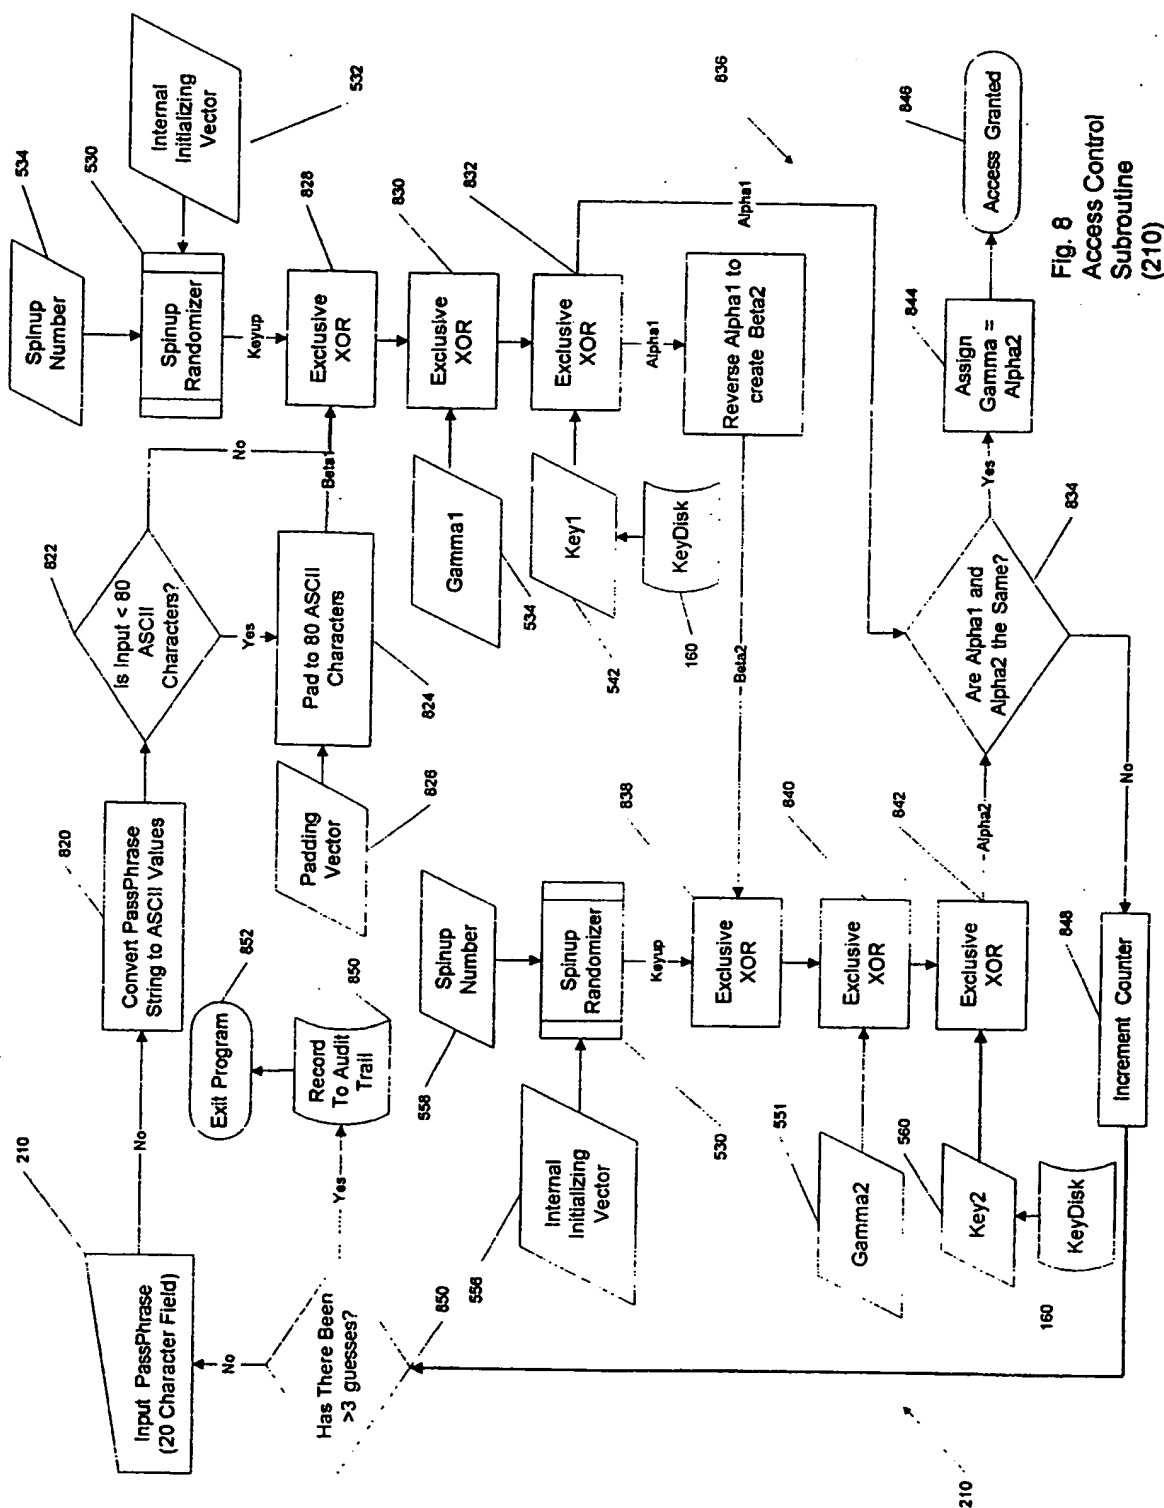 210
Input PassPhrase
(20 Character Field)
No
820
Convert PassPhrase
String to ASCII Values
822
Is Input < 80
ASCII
Characters?
No
Yes
Pad to 80 ASCII
Characters
824
Padding
Vector
826
Beta1
534
Spinup
Number
530
Spinup
Randomizer
Internal
Initializing
Vector
532
Keyup
828
Exclusive
XOR
830
Exclusive
XOR
832
Exclusive
XOR
Gamma1
534
Key1
542
KeyDisk
160
Alpha1
Alpha1
Reverse Alpha1 to
create Beta2
Beta2
836
No
Has There Been
>3 guesses?
850
Yes
Record
To Audit
Trail
850
Exit Program
852
Spinup
Number
558
Spinup
Randomizer
530
Internal
Initializing
Vector
556
Keyup
838
Exclusive
XOR
840
Exclusive
XOR
842
Exclusive
XOR
551
Gamma2
560
Key2
KeyDisk
160
Alpha2
Are Alpha1 and
Alpha2 the Same?
834
Yes
844
Assign
Gamma =
Alpha2
846
Access Granted
No
848
Increment Counter
210
Fig. 8
Access Control
Subroutine
(210)